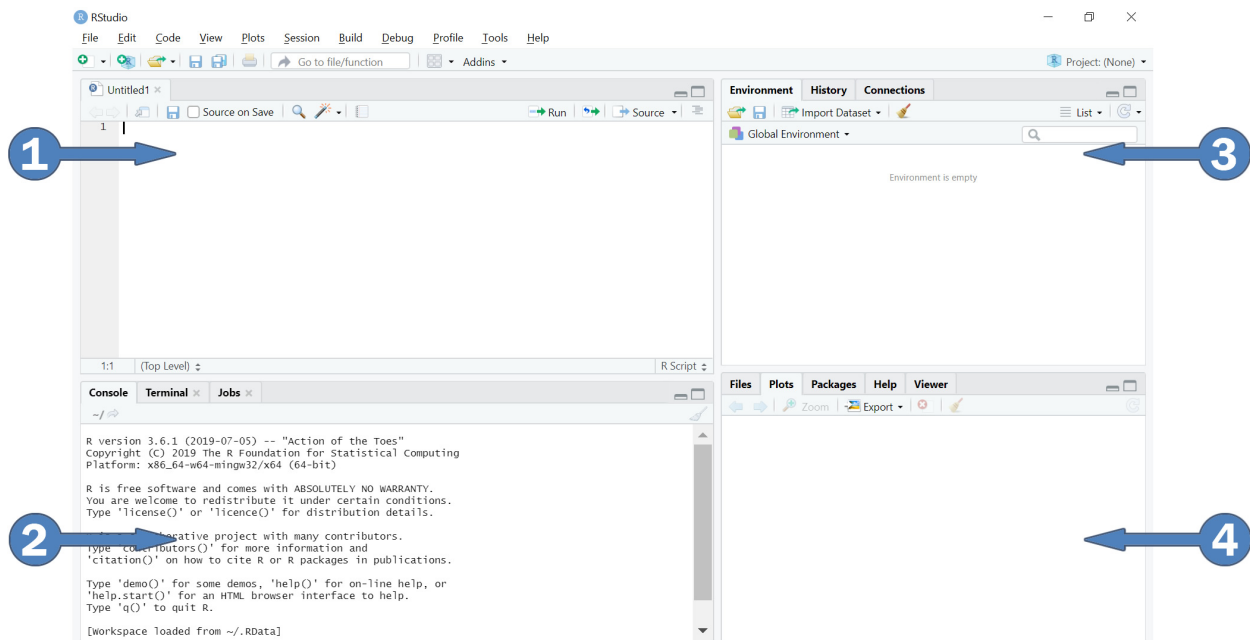 RStudio
File Edit Code View Plots Session Build Debug Profile Tools Help
Go to file/function Addins Project: (None)
Untitled1
Source on Save Run Source
1
1:1 (Top Level) R Script
Console Terminal Jobs
~/
R version 3.6.1 (2019-07-05) -- "Action of the Toes"
Copyright (C) 2019 The R Foundation for Statistical Computing
Platform: x86_64-w64-mingw32/x64 (64-bit)
R is free software and comes with ABSOLUTELY NO WARRANTY.
You are welcome to redistribute it under certain conditions.
Type 'license()' or 'licence()' for distribution details.
project with many contributors.
Type 'contributors()' for more information and
'citation()' on how to cite R or R packages in publications.
Type 'demo()' for some demos, 'help()' for on-line help, or
'help.start()' for an HTML browser interface to help.
Type 'q()' to quit R.
[Workspace loaded from ~/.RData]
Environment History Connections
Import Dataset List
Global Environment
Environment is empty
Files Plots Packages Help Viewer
Zoom Export
1
2
3
4